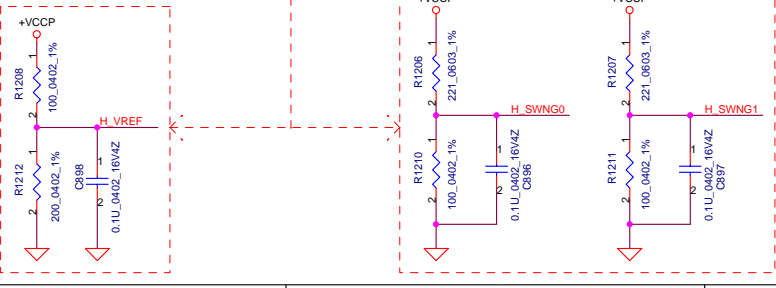 +VCCP
1
R1208
100_0402_1%
2
H_VREF
1
R1212
200_0402_1%
2
1
C898
0.1U_0402_16V4Z
2
1
R1206
221_0603_1%
2
H_SWNG0
1
R1210
100_0402_1%
2
1
C896
0.1U_0402_16V4Z
2
1
R1207
221_0603_1%
2
H_SWNG1
1
R1211
100_0402_1%
2
1
C897
0.1U_0402_16V4Z
2